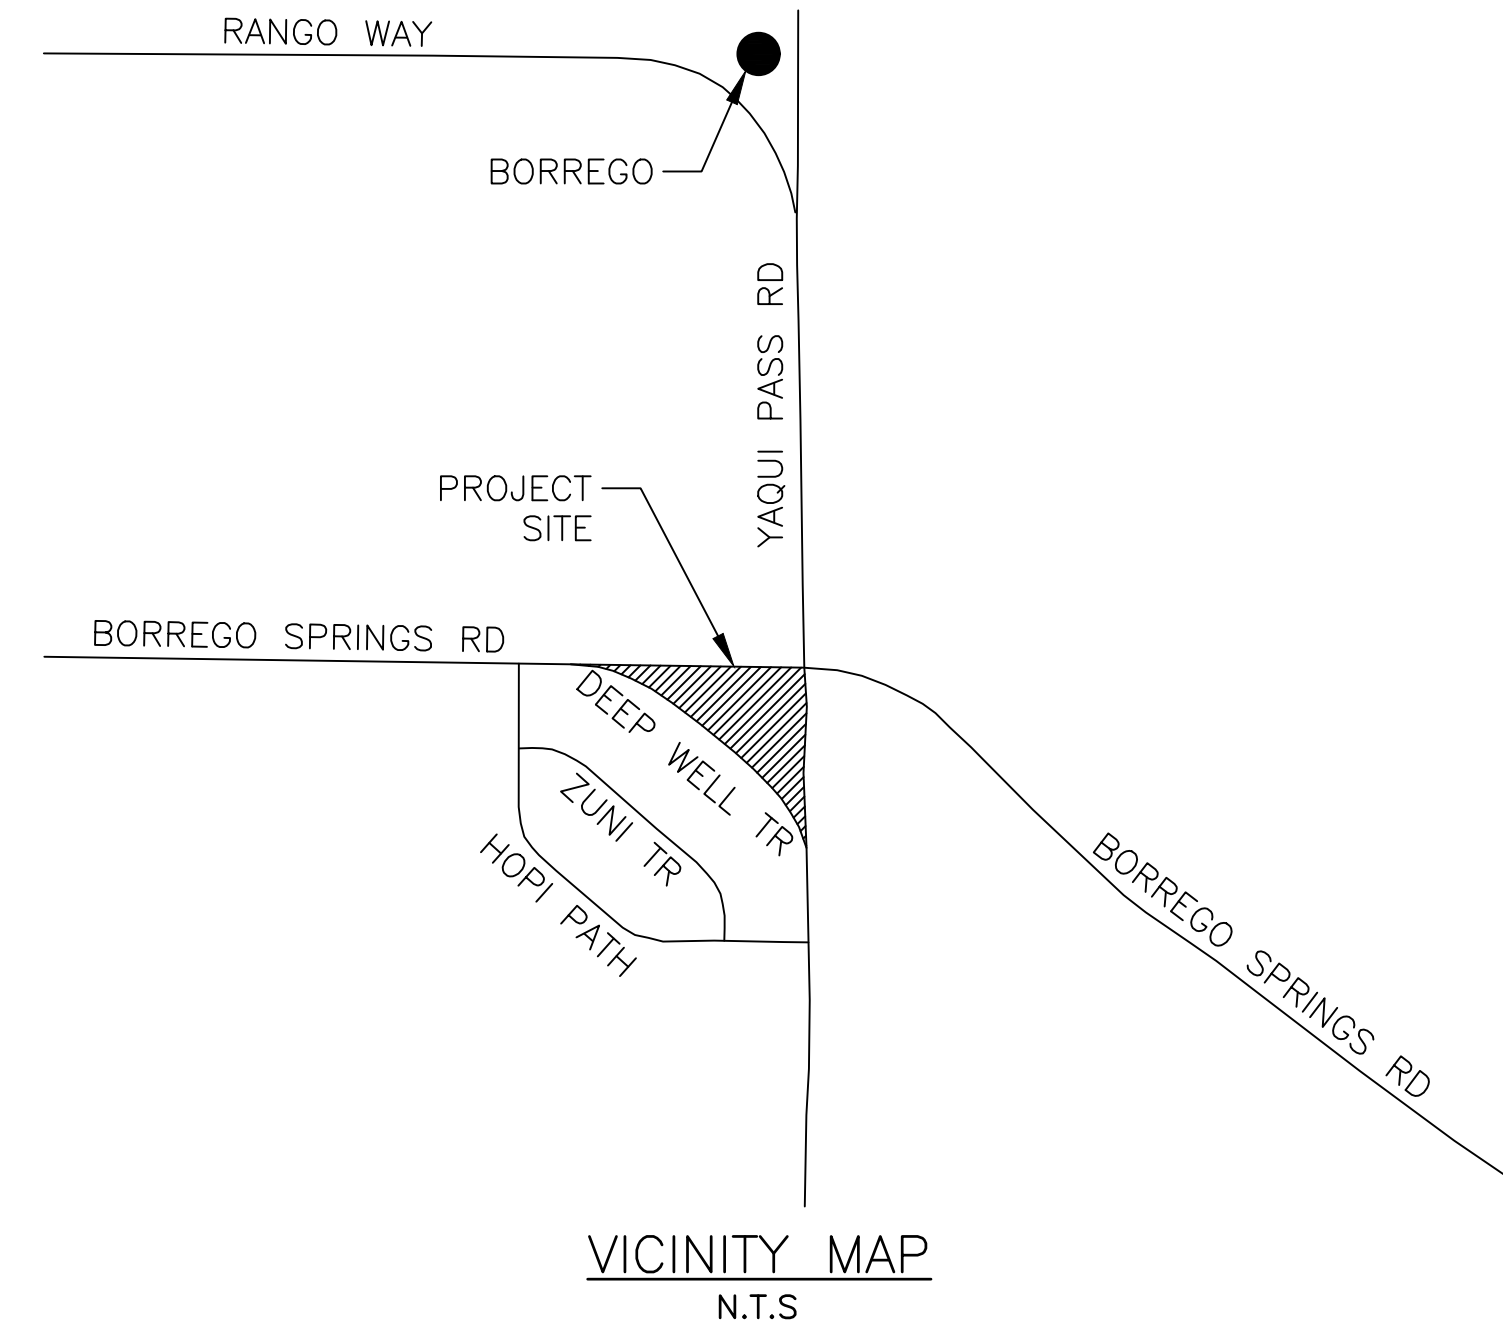 RANGO WAY
BORREGO
YAQUI PASS RD
PROJECT
SITE
BORREGO SPRINGS RD
DEEP WELL TR
ZUNI TR
HOPI PATH
BORREGO SPRINGS RD
VICINITY MAP
N.T.S